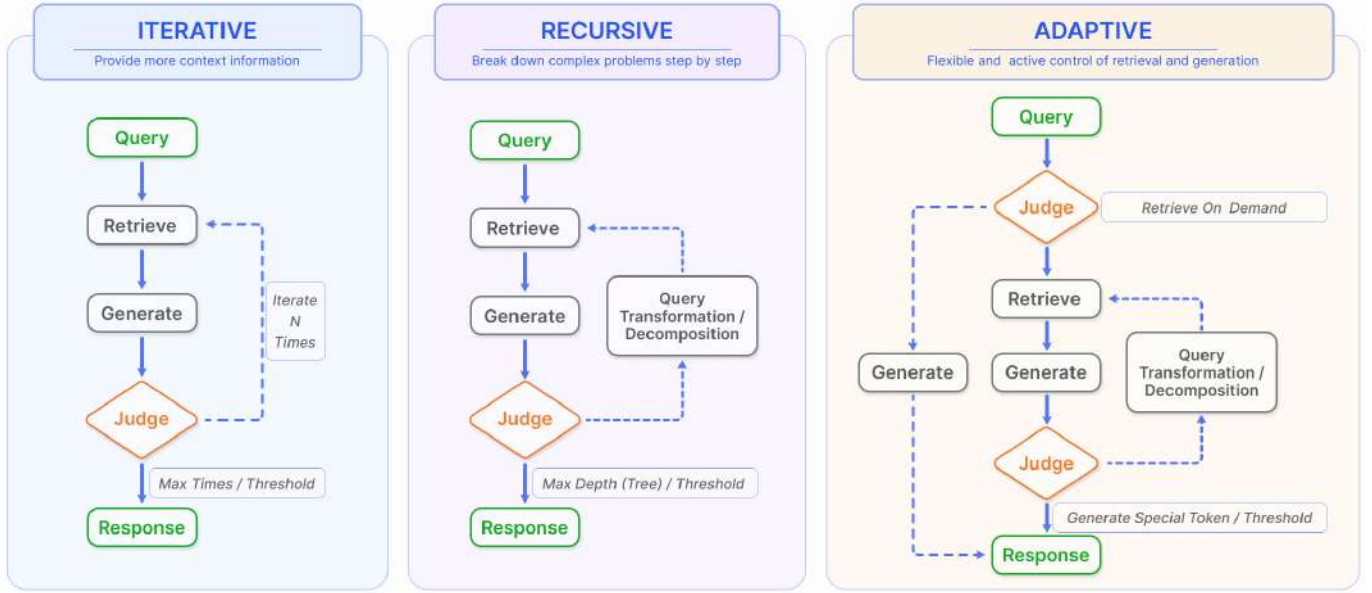 ITERATIVE
Provide more context information
Query
Retrieve
Generate
Iterate
N
Times
Judge
Max Times / Threshold
Response
RECURSIVE
Break down complex problems step by step
Query
Retrieve
Generate
Query
Transformation /
Decomposition
Judge
Max Depth (Tree) / Threshold
Response
ADAPTIVE
Flexible and active control of retrieval and generation
Query
Judge
Retrieve On Demand
Retrieve
Generate
Generate
Query
Transformation /
Decomposition
Judge
Generate Special Token / Threshold
Response